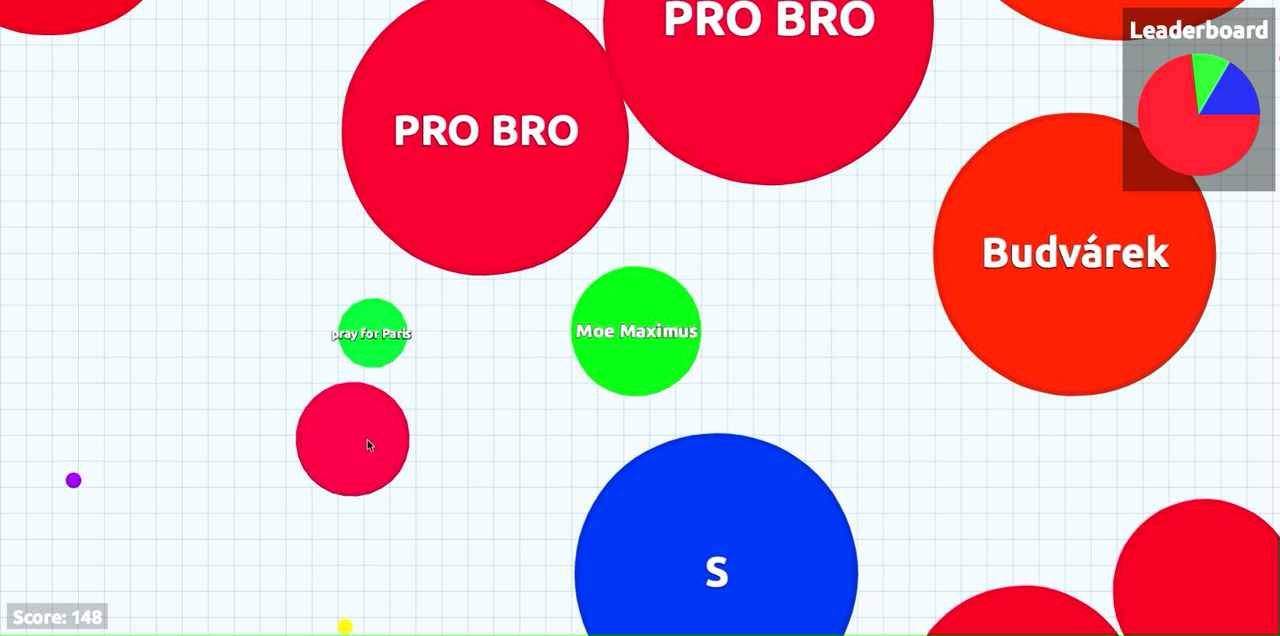 PRO BRO
Leaderboard
PRO BRO
Budvárek
pray for Paris
Moe Maximus
S
Score: 148